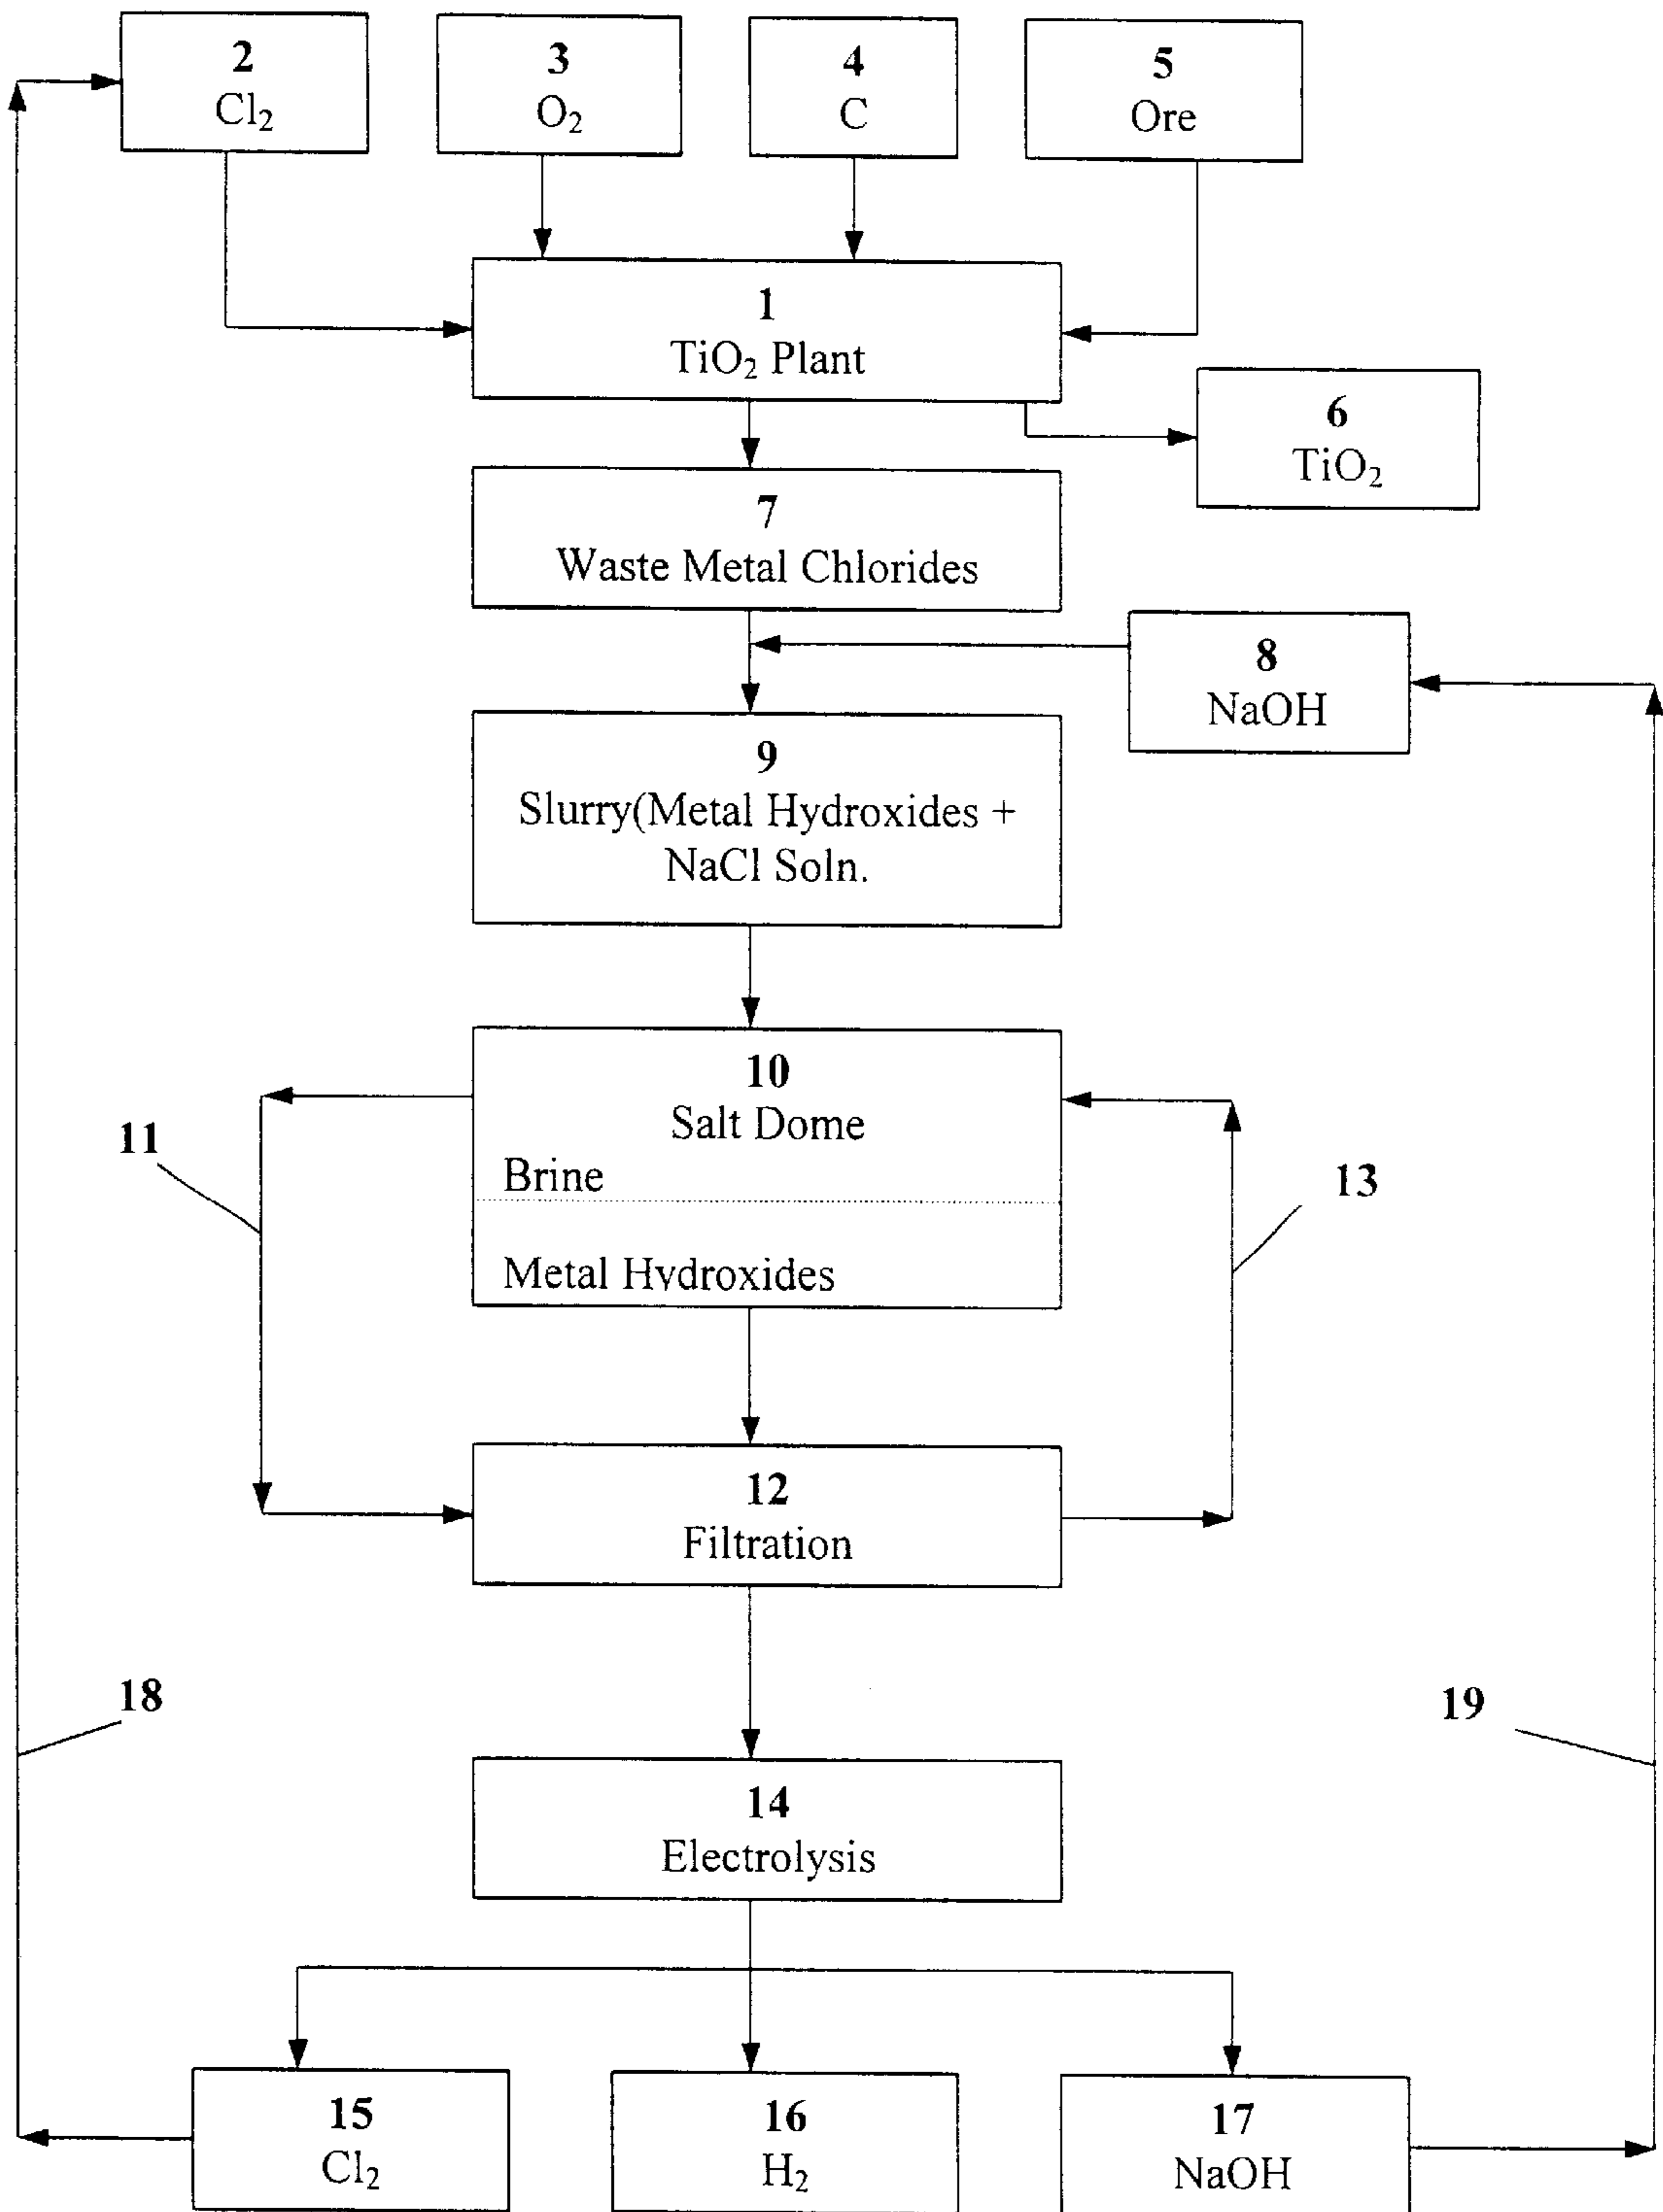 2
Cl₂
3
O₂
4
C
5
Ore
1
TiO₂ Plant
6
TiO₂
7
Waste Metal Chlorides
8
NaOH
9
Slurry(Metal Hydroxides +
NaCl Soln.
10
Salt Dome
Brine
Metal Hydroxides
11
13
12
Filtration
18
19
14
Electrolysis
15
Cl₂
16
H₂
17
NaOH